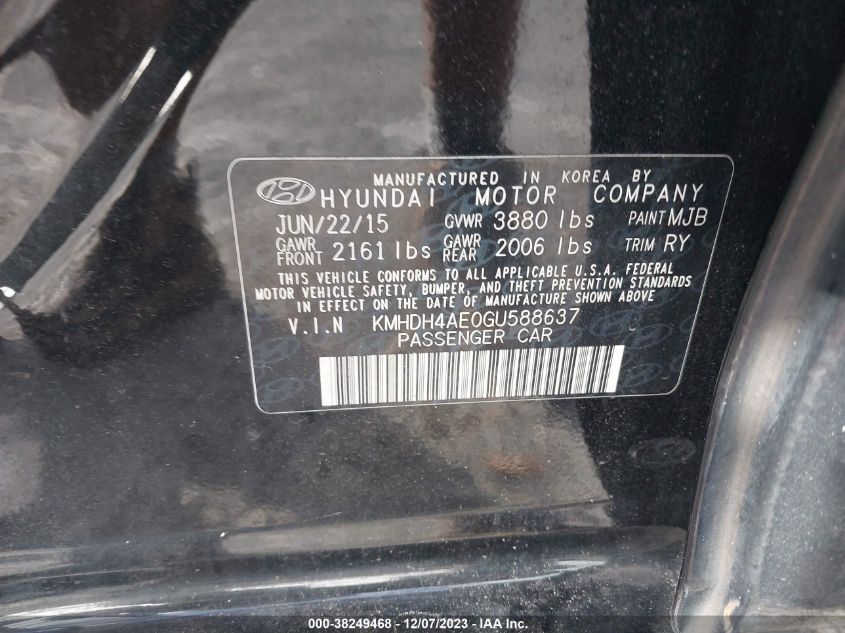 MANUFACTURED IN KOREA BY
HYUNDAI MOTOR COMPANY
JUN/22/15 GVWR 3880 lbs PAINT MJB
GAWR FRONT 2161 lbs GAWR REAR 2006 lbs TRIM RY
THIS VEHICLE CONFORMS TO ALL APPLICABLE U.S.A. FEDERAL
MOTOR VEHICLE SAFETY, BUMPER, AND THEFT PREVENTION STANDARDS
IN EFFECT ON THE DATE OF MANUFACTURE SHOWN ABOVE
V.I.N KMHDH4AE0GU588637
PASSENGER CAR
000-38249468 - 12/07/2023 - IAA Inc.